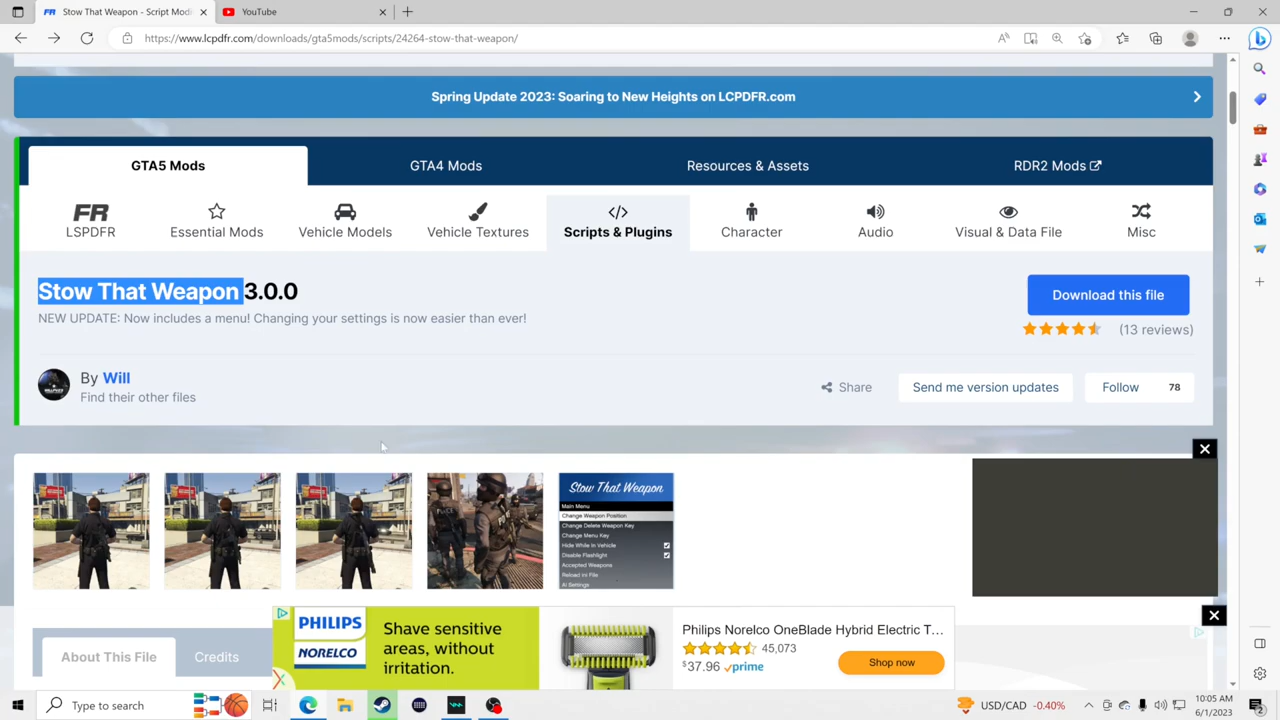 Stow That Weapon - Script Modi
YouTube
https://www.lcpdfr.com/downloads/gta5mods/scripts/24264-stow-that-weapon/
Spring Update 2023: Soaring to New Heights on LCPDFR.com
GTA5 Mods
GTA4 Mods
Resources & Assets
RDR2 Mods
FR
LSPDFR
Essential Mods
Vehicle Models
Vehicle Textures
</>
Scripts & Plugins
Character
Audio
Visual & Data File
Misc
Stow That Weapon 3.0.0
Download this file
NEW UPDATE: Now includes a menu! Changing your settings is now easier than ever!
(13 reviews)
By Will
Find their other files
Share
Send me version updates
Follow 78
Stow That Weapon
Main Menu
Change Weapon Position
Change Delete Weapon Key
Change Menu Key
Hide While In Vehicle
Disable Flashlight
Accepted Weapons
Reload Ini File
AI Settings
About This File
Credits
PHILIPS
NORELCO
Shave sensitive
areas, without
irritation.
Philips Norelco OneBlade Hybrid Electric T...
45,073
$37.96 prime
Shop now
Type to search
USD/CAD -0.40%
10:05 AM
6/1/2023
2